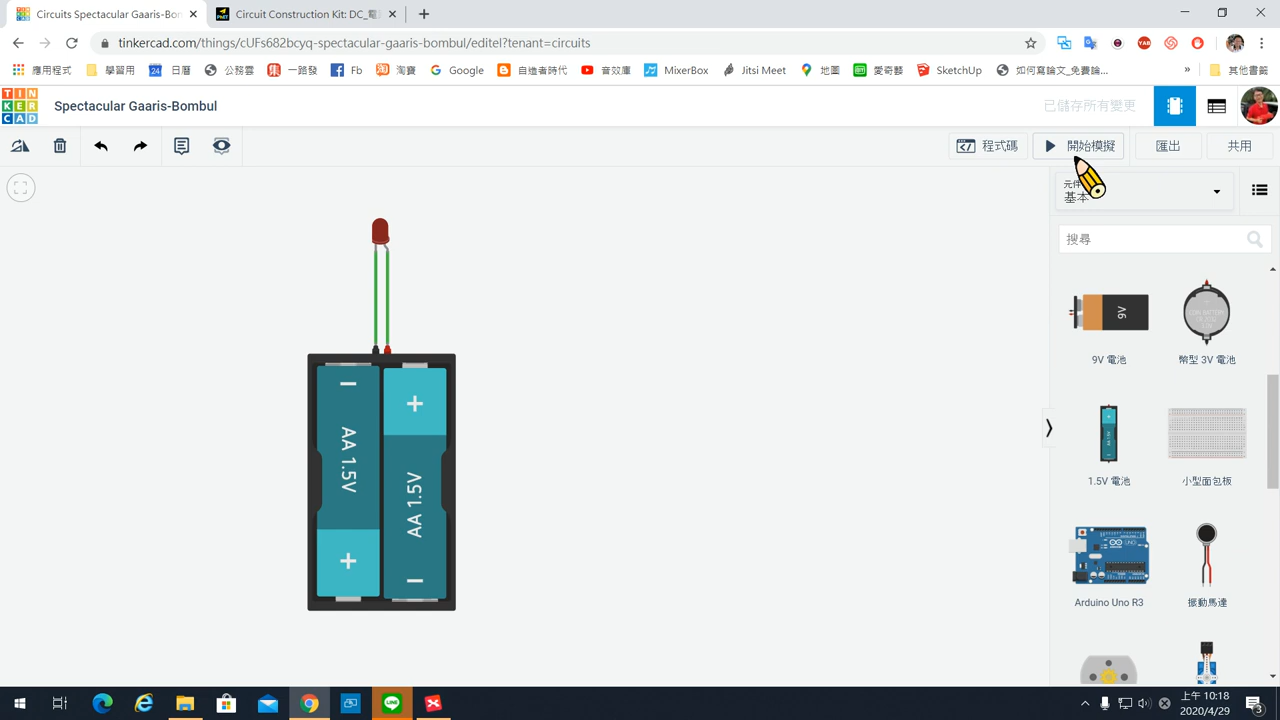 Circuits Spectacular Gaaris-Bon
Circuit Construction Kit: DC_電
tinkercad.com/things/cUFs682bcyq-spectacular-gaaris-bombul/editel?tenant=circuits
應用程式
學習用
24
日曆
公務雲
集
一路發
Fb
淘
淘寶
Google
自造者時代
音效庫
MixerBox
Jitsi Meet
地圖
愛奇藝
SketchUp
如何寫論文_免費論...
»
其他書籤
TIN
KER
CAD
Spectacular Gaaris-Bombul
已儲存所有變更
程式碼
開始模擬
匯出
共用
元件
基本
搜尋
9V
9V 電池
幣型 3V 電池
1.5V 電池
小型面包板
Arduino Uno R3
振動馬達
AA 1.5V
AA 1.5V
LINE
上午 10:18
2020/4/29
3